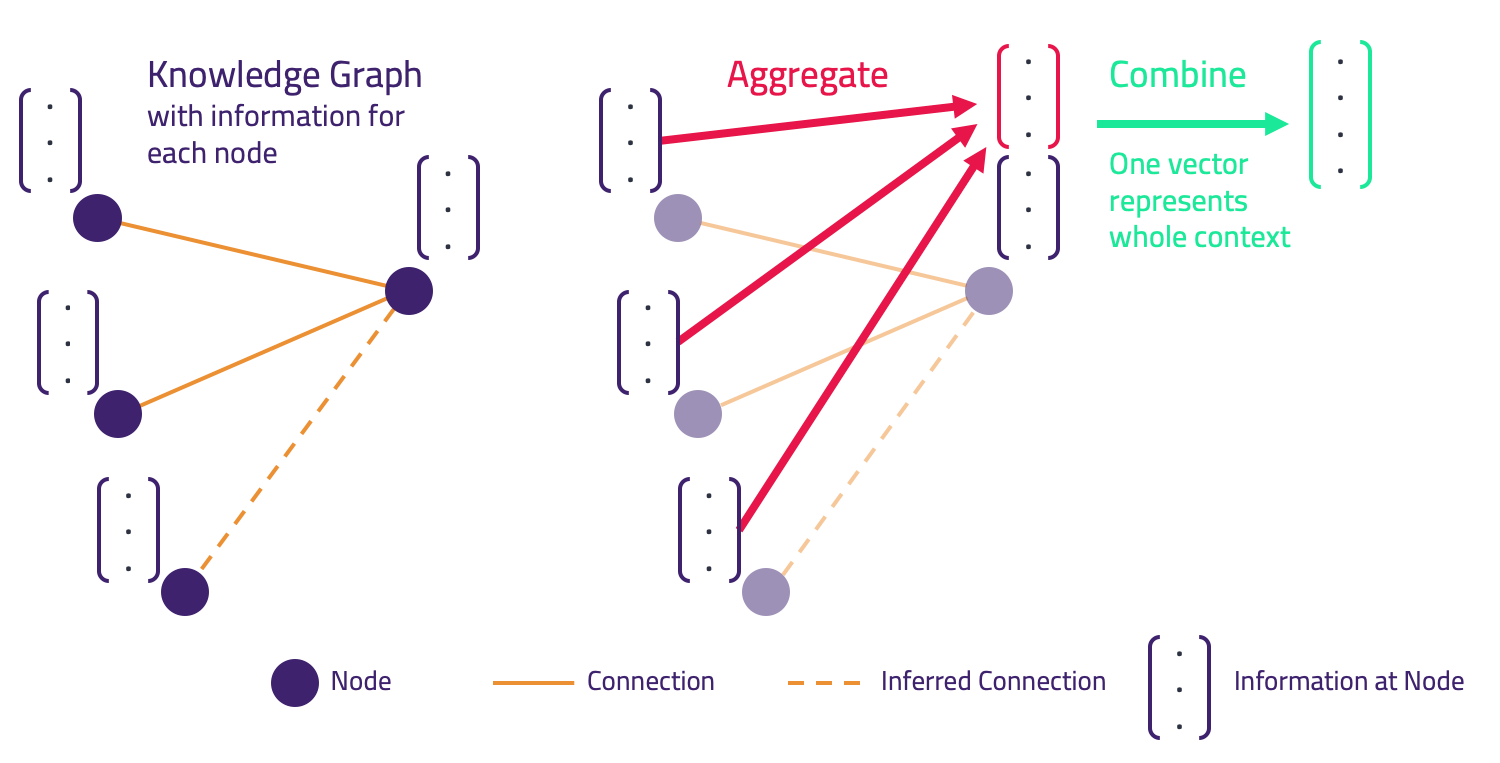 Knowledge Graph
with information for
each node
Aggregate
Combine
One vector
represents
whole context
Node
Connection
Inferred Connection
Information at Node